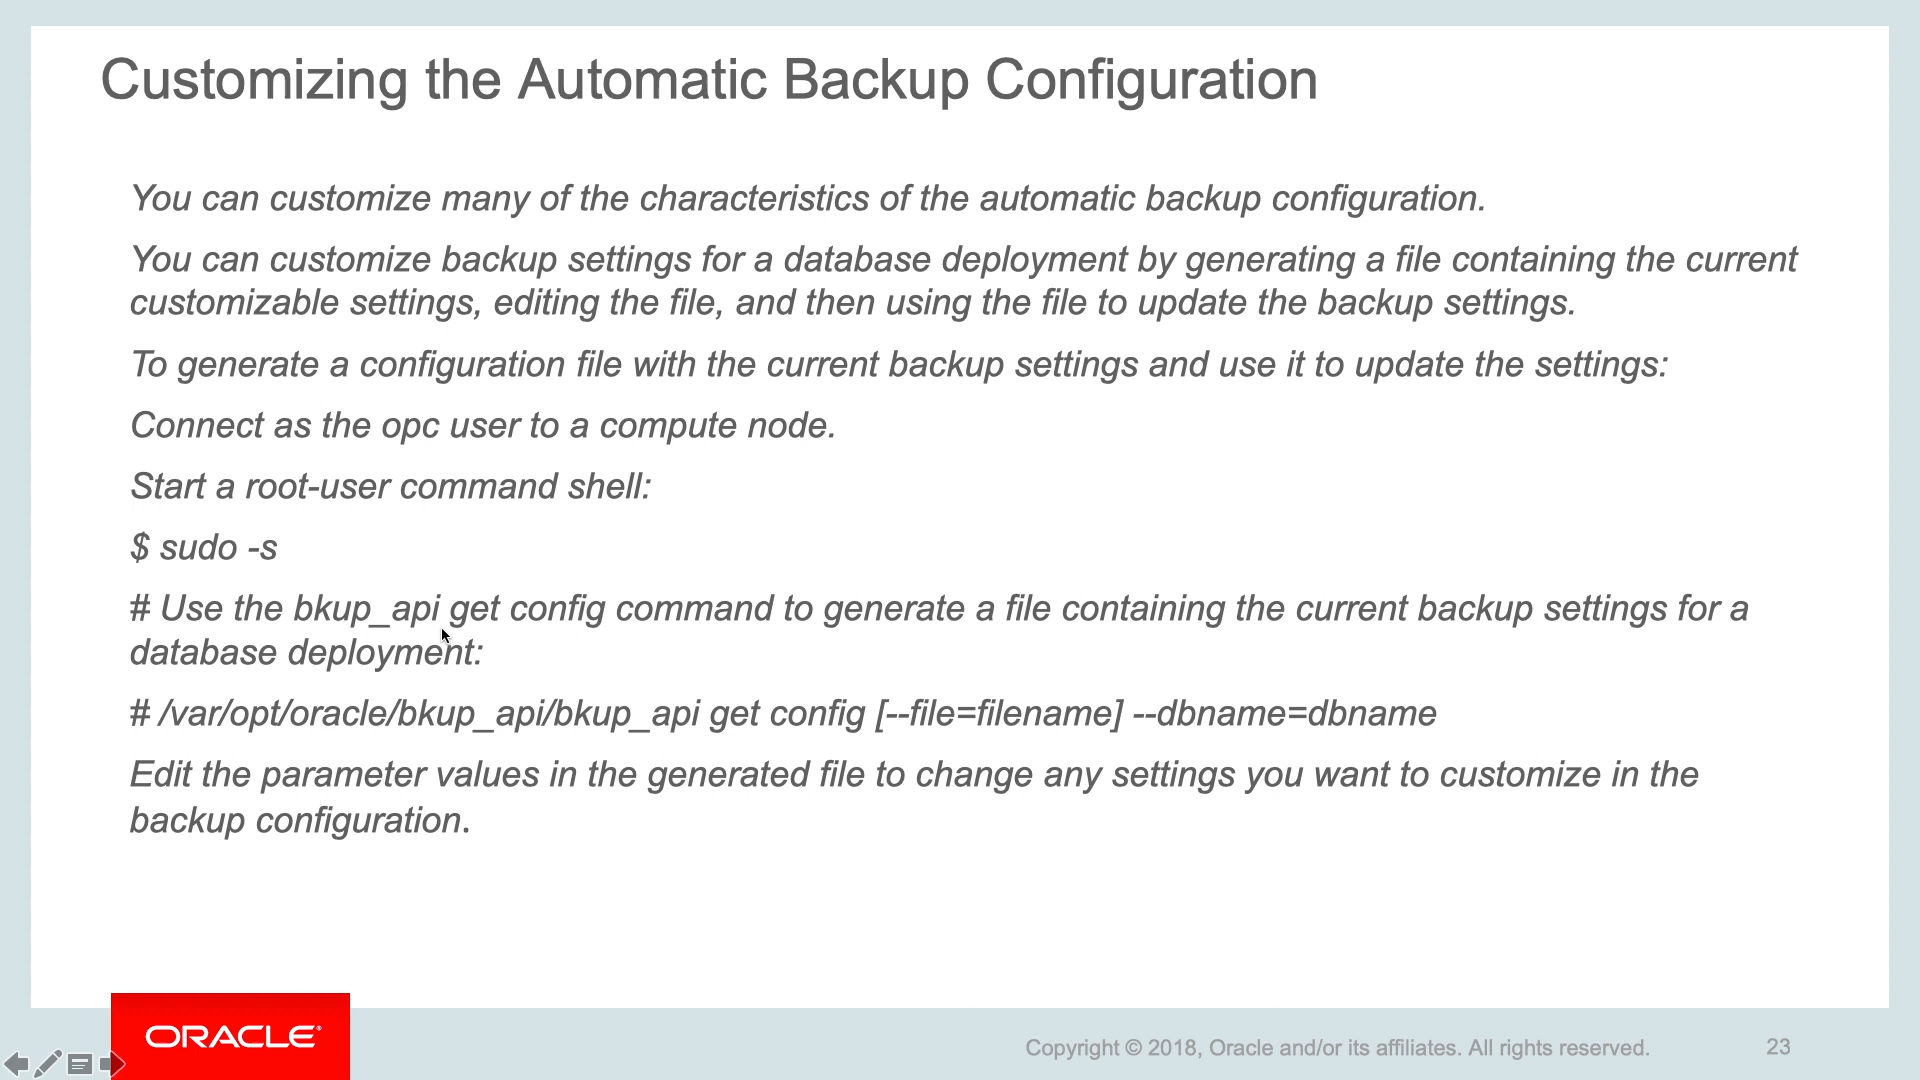 Customizing the Automatic Backup Configuration
You can customize many of the characteristics of the automatic backup configuration.
You can customize backup settings for a database deployment by generating a file containing the current
customizable settings, editing the file, and then using the file to update the backup settings.
To generate a configuration file with the current backup settings and use it to update the settings:
Connect as the opc user to a compute node.
Start a root-user command shell:
$ sudo -s
# Use the bkup_api get config command to generate a file containing the current backup settings for a
database deployment:
# /var/opt/oracle/bkup_api/bkup_api get config [--file=filename] --dbname=dbname
Edit the parameter values in the generated file to change any settings you want to customize in the
backup configuration.
ORACLE®
Copyright © 2018, Oracle and/or its affiliates. All rights reserved.
23